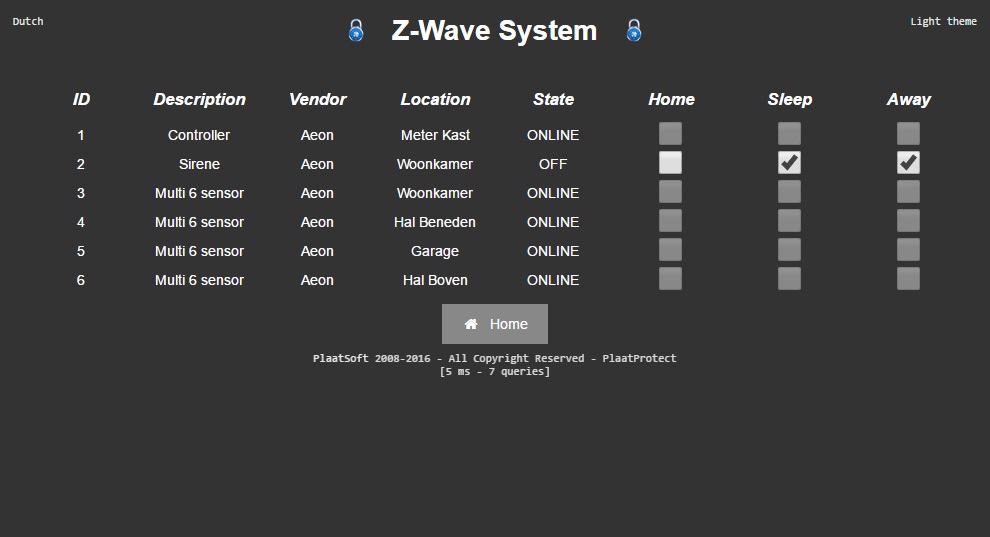 Dutch
Z-Wave System
Light theme
ID Description Vendor Location State Home Sleep Away
1 Controller Aeon Meter Kast ONLINE
2 Sirene Aeon Woonkamer OFF
3 Multi 6 sensor Aeon Woonkamer ONLINE
4 Multi 6 sensor Aeon Hal Beneden ONLINE
5 Multi 6 sensor Aeon Garage ONLINE
6 Multi 6 sensor Aeon Hal Boven ONLINE
Home
PlaatSoft 2008-2016 - All Copyright Reserved - PlaatProtect
[5 ms - 7 queries]